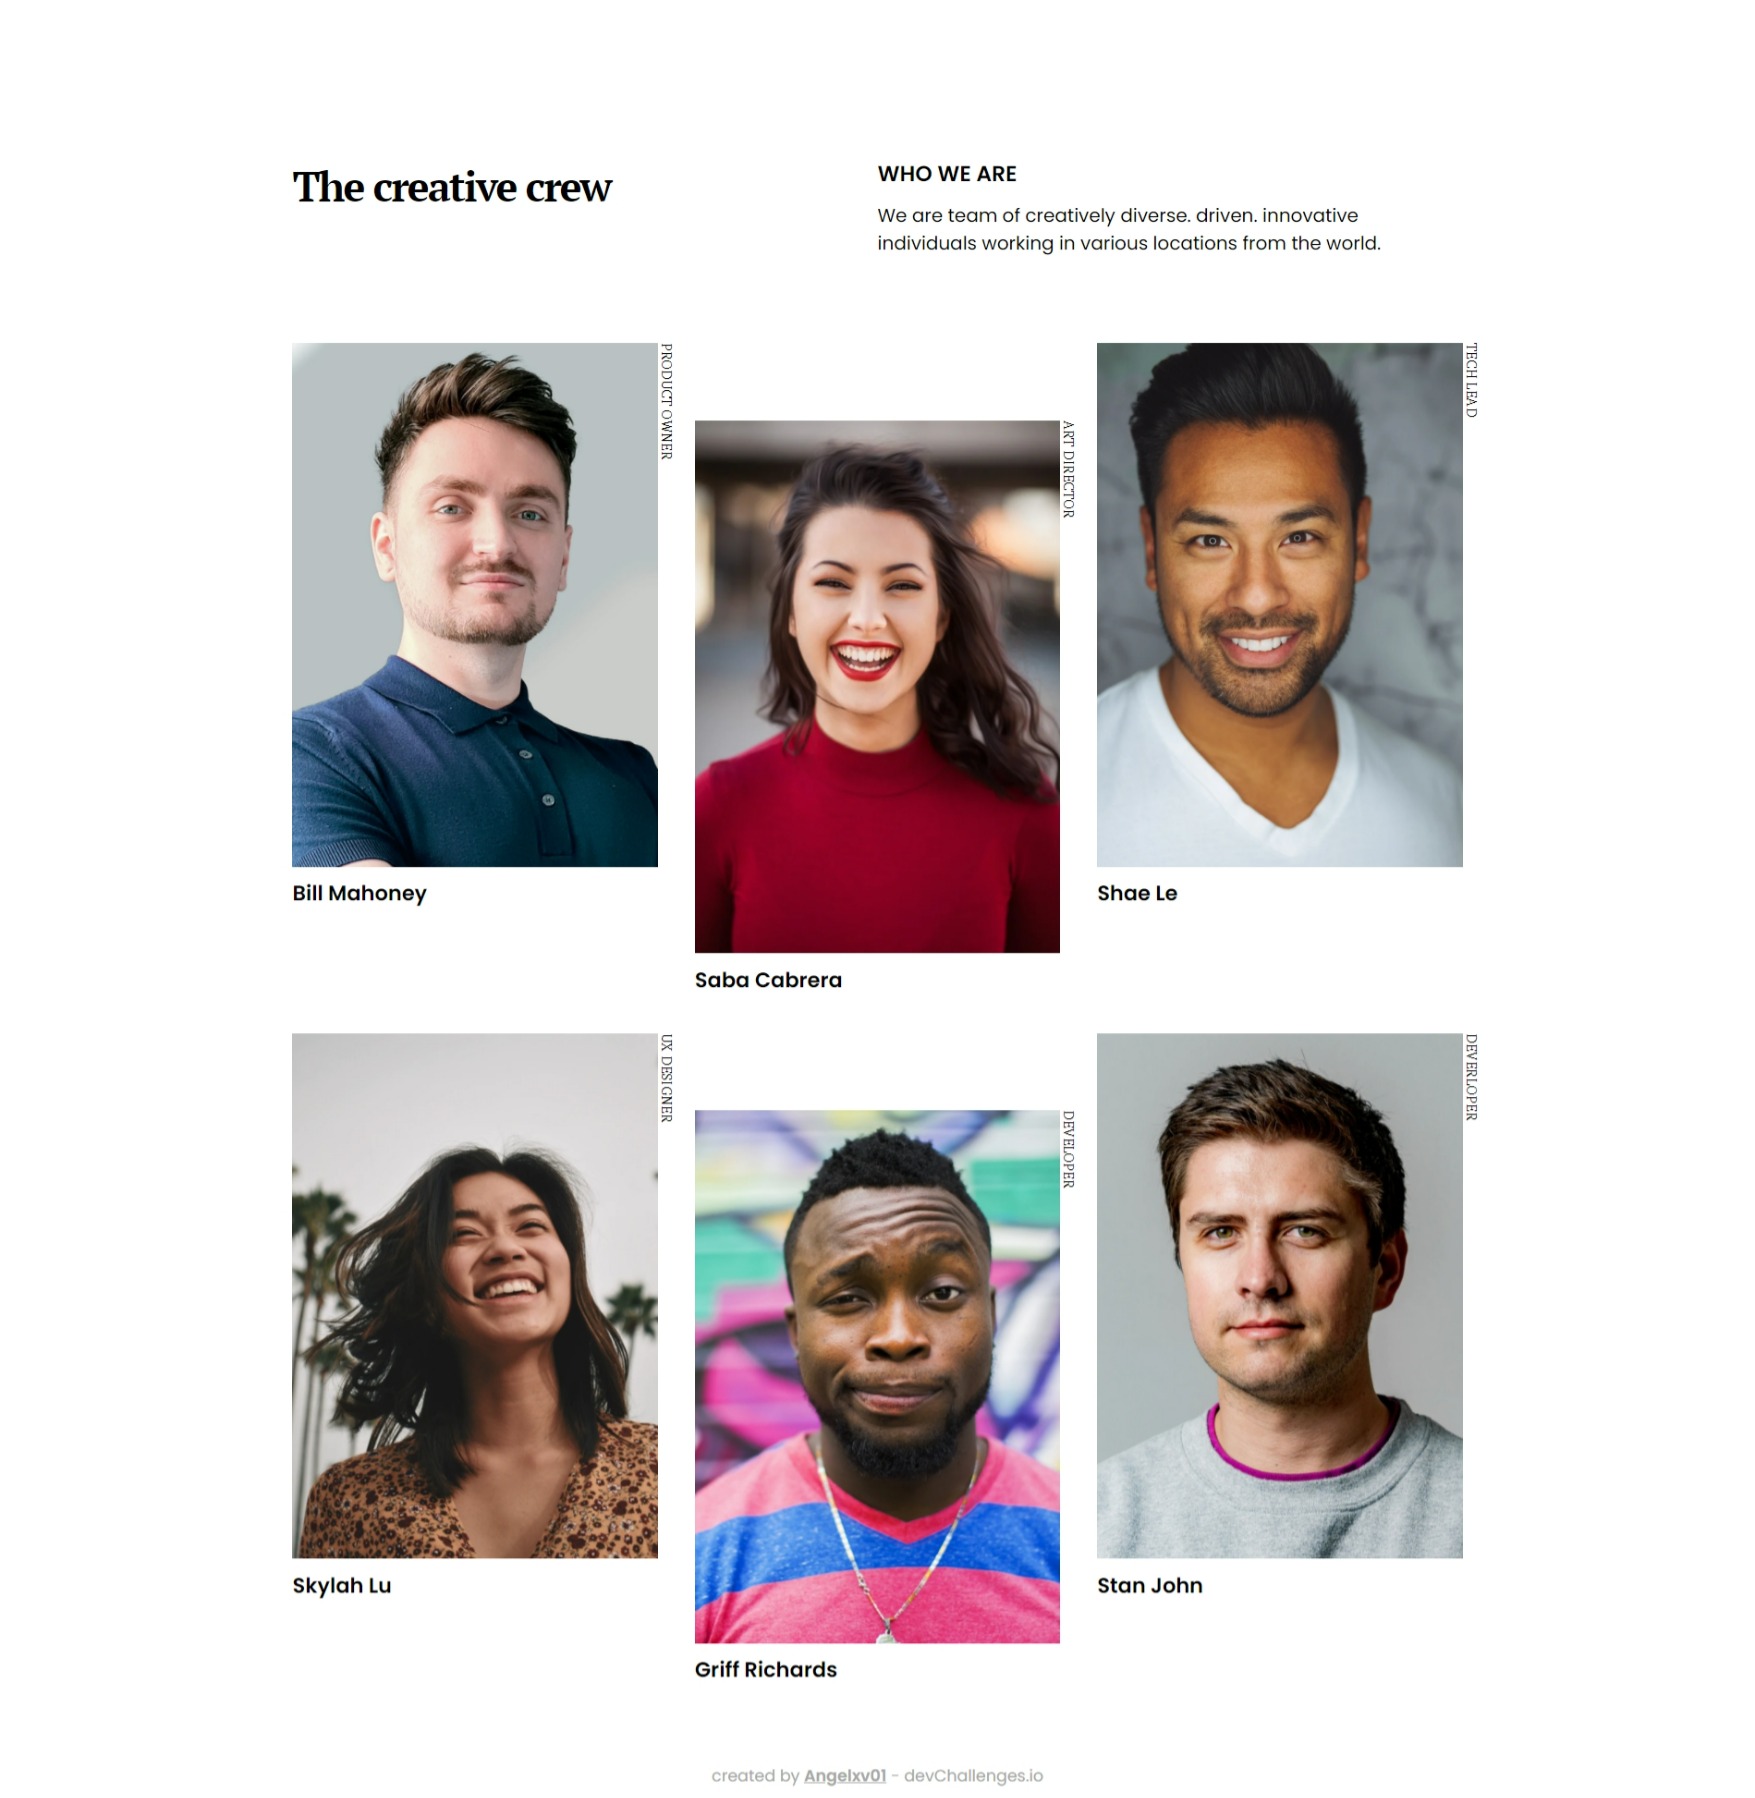 The creative crew
WHO WE ARE
We are team of creatively diverse. driven. innovative
individuals working in various locations from the world.
PRODUCT OWNER
Bill Mahoney
ART DIRECTOR
Saba Cabrera
TECH LEAD
Shae Le
UX DESIGNER
Skylah Lu
DEVELOPER
Griff Richards
DEVERLOPER
Stan John
created by Angelxv01 - devChallenges.io